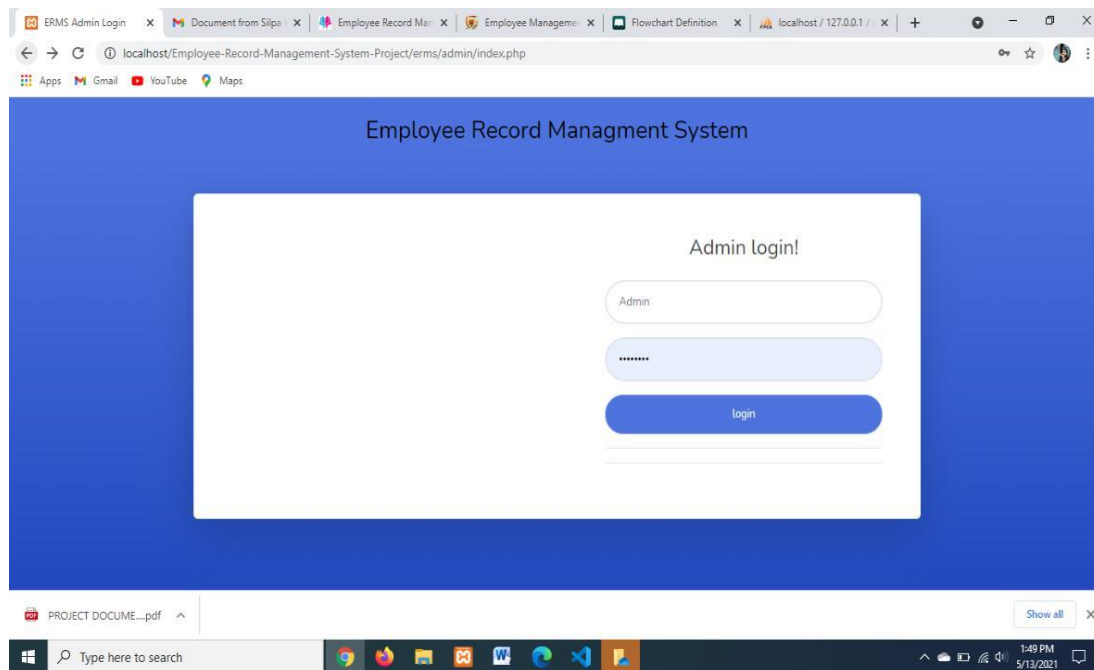 ERMS Admin Login
Document from Silpa
Employee Record Mar
Employee Managemen
Flowchart Definition
localhost / 127.0.0.1 /
localhost/Employee-Record-Management-System-Project/erms/admin/index.php
Apps
Gmail
YouTube
Maps
Employee Record Managment System
Admin login!
Admin
login
PROJECT DOCUME....pdf
Show all
Type here to search
1:49 PM
5/13/2021